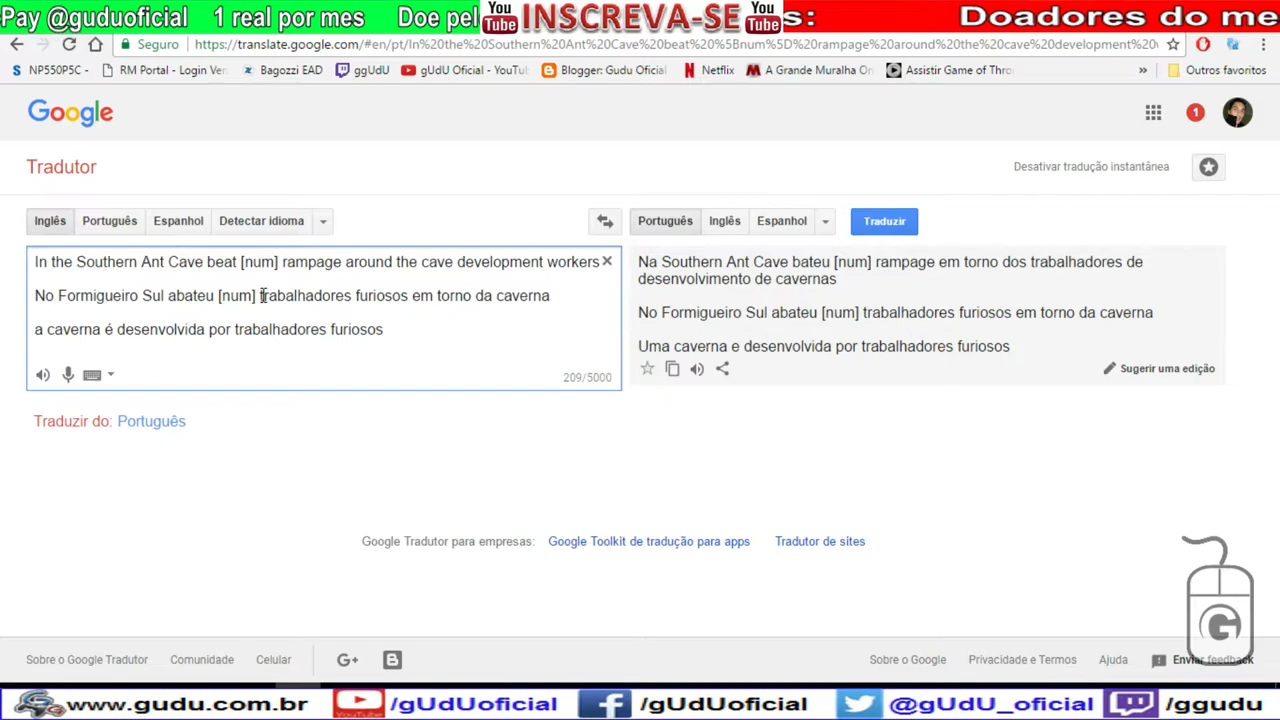 Pay @guduoficial 1 real por mes Doe pel You Tube INSCREVA-SE You Tube s: Doadores do me
Seguro https://translate.google.com/#en/pt/In%20the%20Southern%20Ant%20Cave%20beat%20%5Bnum%5D%20rampage%20around%20the%20cave%20development%20
NP550P5C - RM Portal - Login Ver Bagozzi EAD ggUdU gUdU Oficial - YouTu Blogger: Gudu Oficial Netflix A Grande Muralha On Assistir Game of Thro » Outros favoritos
Google 1
Tradutor Desativar tradução instantânea
Inglês Português Espanhol Detectar idioma Português Inglês Espanhol Traduzir
In the Southern Ant Cave beat [num] rampage around the cave development workers
No Formigueiro Sul abateu [num] trabalhadores furiosos em torno da caverna
a caverna é desenvolvida por trabalhadores furiosos
209/5000
Na Southern Ant Cave bateu [num] rampage em torno dos trabalhadores de
desenvolvimento de cavernas
No Formigueiro Sul abateu [num] trabalhadores furiosos em torno da caverna
Uma caverna e desenvolvida por trabalhadores furiosos
Sugerir uma edição
Traduzir do: Português
Google Tradutor para empresas: Google Toolkit de tradução para apps Tradutor de sites
G
Sobre o Google Tradutor Comunidade Celular G+ B Sobre o Google Privacidade e Termos Ajuda Enviar feedback
www.gudu.com.br YouTube /gUdUoficial /gUdUoficial @gUdU_oficial /ggudu